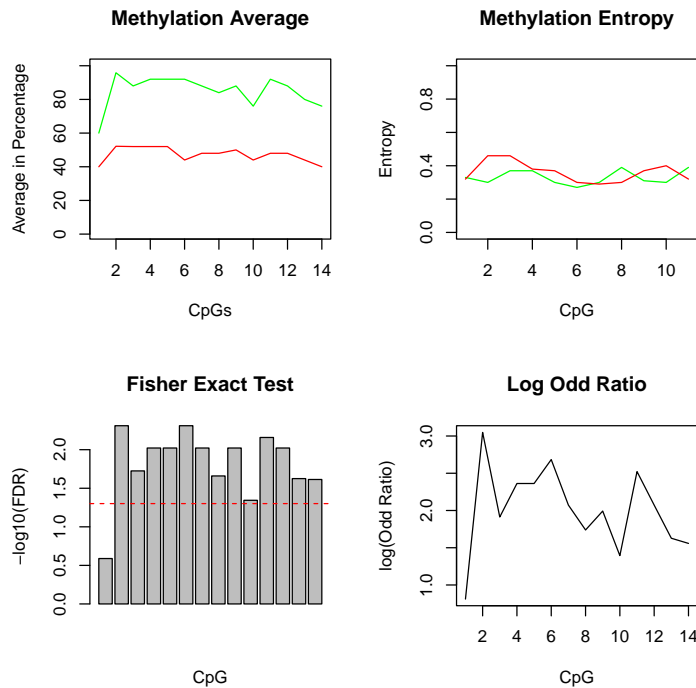 Methylation Average
Average in Percentage
0 20 40 60 80
2 4 6 8 10 12 14
CpGs
Methylation Entropy
Entropy
0.0 0.4 0.8
2 4 6 8 10
CpG
Fisher Exact Test
−log10(FDR)
0.0 0.5 1.0 1.5 2.0
CpG
Log Odd Ratio
log(Odd Ratio)
1.0 2.0 3.0
2 4 6 8 10 12 14
CpG